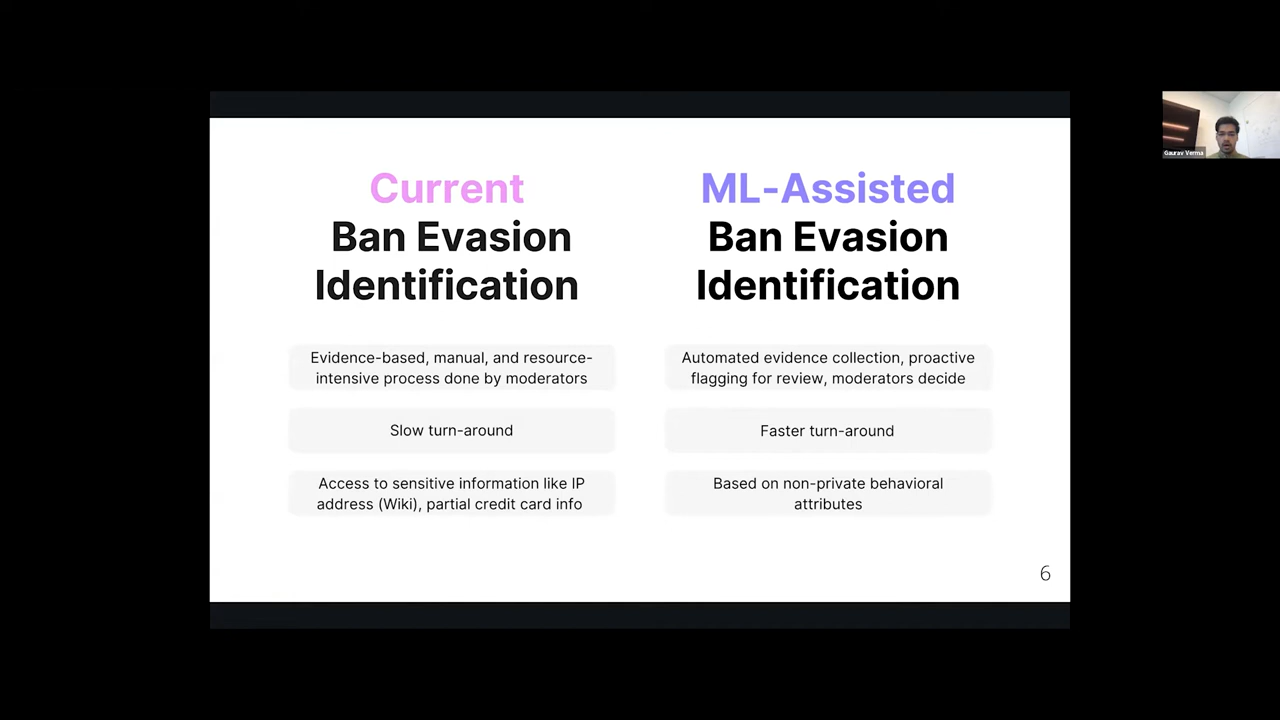 Current
Ban Evasion
Identification
Evidence-based, manual, and resource-
intensive process done by moderators
Slow turn-around
Access to sensitive information like IP
address (Wiki), partial credit card info
ML-Assisted
Ban Evasion
Identification
Automated evidence collection, proactive
flagging for review, moderators decide
Faster turn-around
Based on non-private behavioral
attributes
6
Gaurav Verma